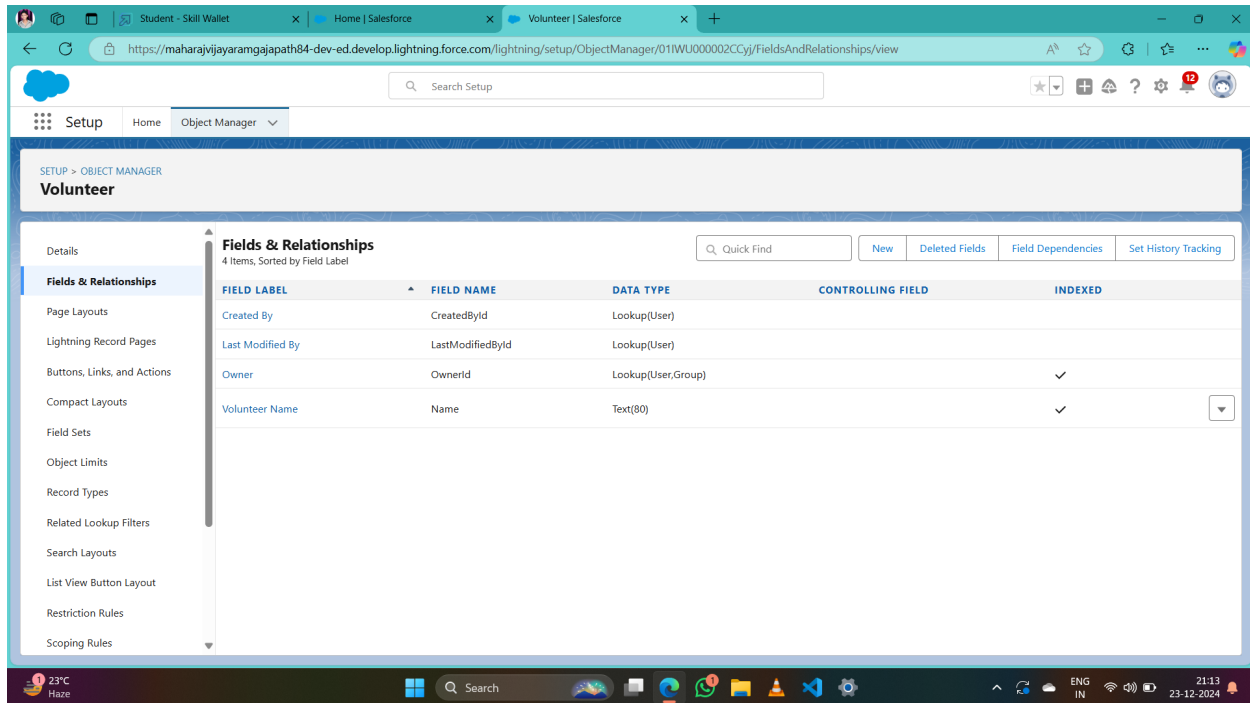 Student - Skill Wallet
Home | Salesforce
Volunteer | Salesforce
https://maharajvijayaramgajapath84-dev-ed.develop.lightning.force.com/lightning/setup/ObjectManager/01IWU000002CCyj/FieldsAndRelationships/view
Search Setup
12
Setup Home Object Manager
SETUP > OBJECT MANAGER
Volunteer
Details
Fields & Relationships
Page Layouts
Lightning Record Pages
Buttons, Links, and Actions
Compact Layouts
Field Sets
Object Limits
Record Types
Related Lookup Filters
Search Layouts
List View Button Layout
Restriction Rules
Scoping Rules
Fields & Relationships
4 Items, Sorted by Field Label
Quick Find
New
Deleted Fields
Field Dependencies
Set History Tracking
FIELD LABEL FIELD NAME DATA TYPE CONTROLLING FIELD INDEXED
Created By CreatedById Lookup(User)
Last Modified By LastModifiedById Lookup(User)
Owner OwnerId Lookup(User,Group)
Volunteer Name Name Text(80)
1
23°C
Haze
Search
ENG
IN
21:13
23-12-2024